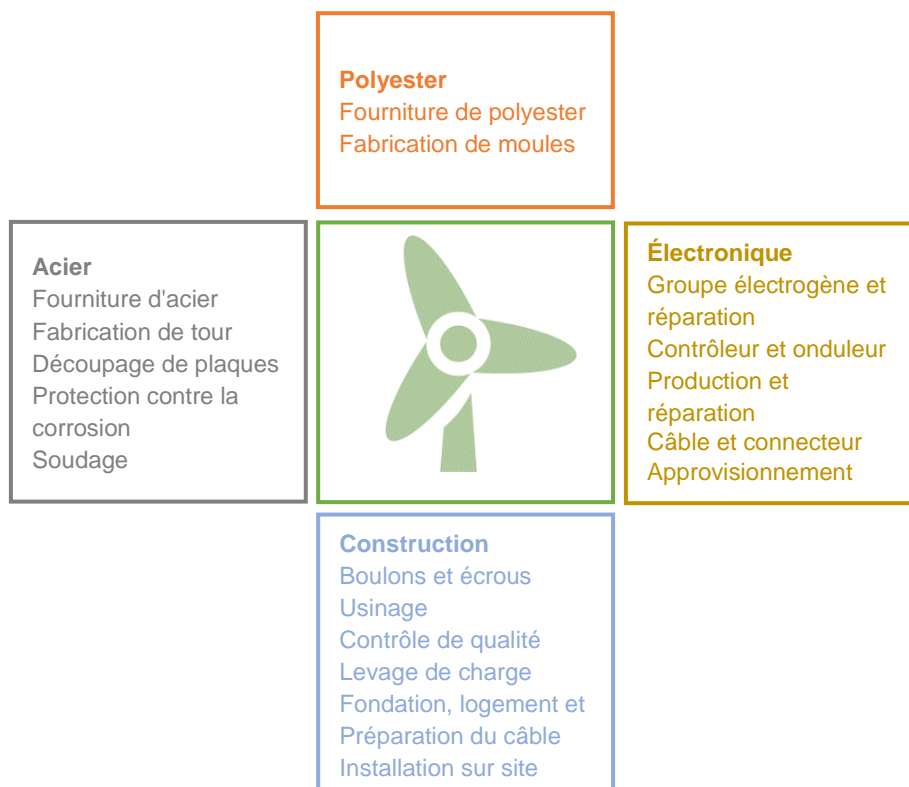 Polyester
Fourniture de polyester
Fabrication de moules
Acier
Fourniture d'acier
Fabrication de tour
Découpage de plaques
Protection contre la
corrosion
Soudage
Électronique
Groupe électrogène et
réparation
Contrôleur et onduleur
Production et
réparation
Câble et connecteur
Approvisionnement
Construction
Boulons et écrous
Usinage
Contrôle de qualité
Levage de charge
Fondation, logement et
Préparation du câble
Installation sur site